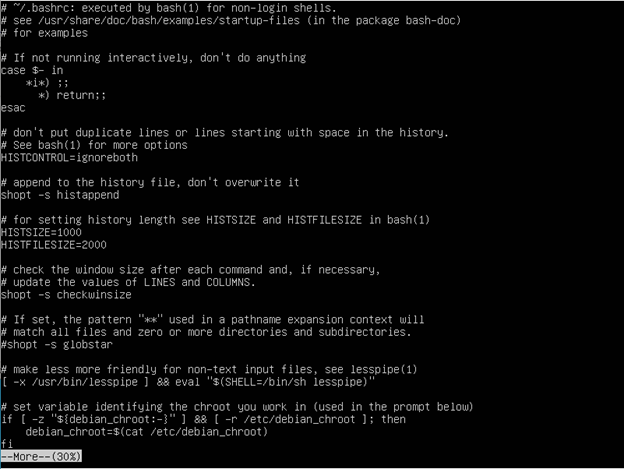 # ~/.bashrc: executed by bash(1) for non-login shells.
# see /usr/share/doc/bash/examples/startup-files (in the package bash-doc)
# for examples
# If not running interactively, don't do anything
case $- in
    *i*) ;;
      *) return;;
esac
# don't put duplicate lines or lines starting with space in the history.
# See bash(1) for more options
HISTCONTROL=ignoreboth
# append to the history file, don't overwrite it
shopt -s histappend
# for setting history length see HISTSIZE and HISTFILESIZE in bash(1)
HISTSIZE=1000
HISTFILESIZE=2000
# check the window size after each command and, if necessary,
# update the values of LINES and COLUMNS.
shopt -s checkwinsize
# If set, the pattern "**" used in a pathname expansion context will
# match all files and zero or more directories and subdirectories.
#shopt -s globstar
# make less more friendly for non-text input files, see lesspipe(1)
[ -x /usr/bin/lesspipe ] && eval "$(SHELL=/bin/sh lesspipe)"
# set variable identifying the chroot you work in (used in the prompt below)
if [ -z "${debian_chroot:-}" ] && [ -r /etc/debian_chroot ]; then
    debian_chroot=$(cat /etc/debian_chroot)
fi
--More--(30%)